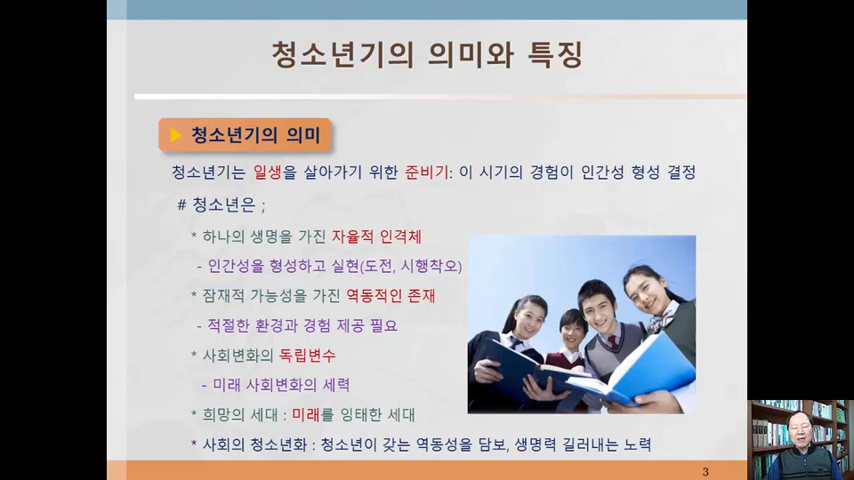 청소년기의 의미와 특징
▶ 청소년기의 의미
청소년기는 일생을 살아가기 위한 준비기: 이 시기의 경험이 인간성 형성 결정
# 청소년은 ;
* 하나의 생명을 가진 자율적 인격체
- 인간성을 형성하고 실현(도전, 시행착오)
* 잠재적 가능성을 가진 역동적인 존재
- 적절한 환경과 경험 제공 필요
* 사회변화의 독립변수
- 미래 사회변화의 세력
* 희망의 세대 : 미래를 잉태한 세대
* 사회의 청소년화 : 청소년이 갖는 역동성을 담보, 생명력 길러내는 노력
3